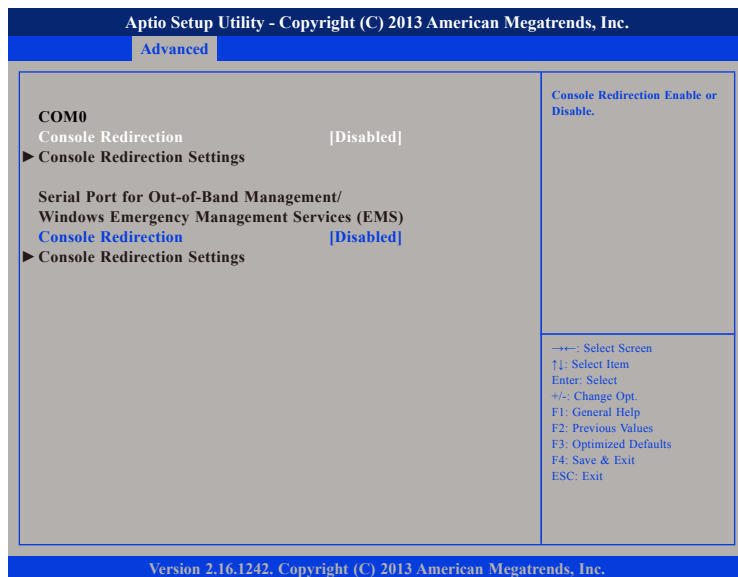 Aptio Setup Utility - Copyright (C) 2013 American Megatrends, Inc.
Advanced
COM0
Console Redirection [Disabled]
►Console Redirection Settings
Serial Port for Out-of-Band Management/
Windows Emergency Management Services (EMS)
Console Redirection [Disabled]
►Console Redirection Settings
Console Redirection Enable or
Disable.
→←: Select Screen
↑↓: Select Item
Enter: Select
+/-: Change Opt.
F1: General Help
F2: Previous Values
F3: Optimized Defaults
F4: Save & Exit
ESC: Exit
Version 2.16.1242. Copyright (C) 2013 American Megatrends, Inc.